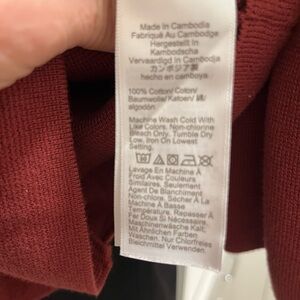 Made In Cambodia
Fabriqué Au Cambodge
Hergestellt In
Kambodscha
Vervaardigd In Cambodja
カンボジア製
hecho en camboya
100% Cotton/ Coton/
Baumwolle/ Katoen/ 綿/
algodón
Machine Wash Cold With
Like Colors. Non-chlorine
Bleach Only. Tumble Dry
Low, Iron On Lowest
Setting.
Lavage En Machine À
Froid Avec Couleurs
Similaires. Seulement
Agent De Blanchiment
Non-Chlore. Sécher À La
Machine À Basse
Température. Repasser À
Fer Doux Si Nécessaire.
Maschinenwäsche Kalt;
Mit Ähnlichen Farben
Waschen. Nur Chlorfreies
Bleichmittel Verwenden.